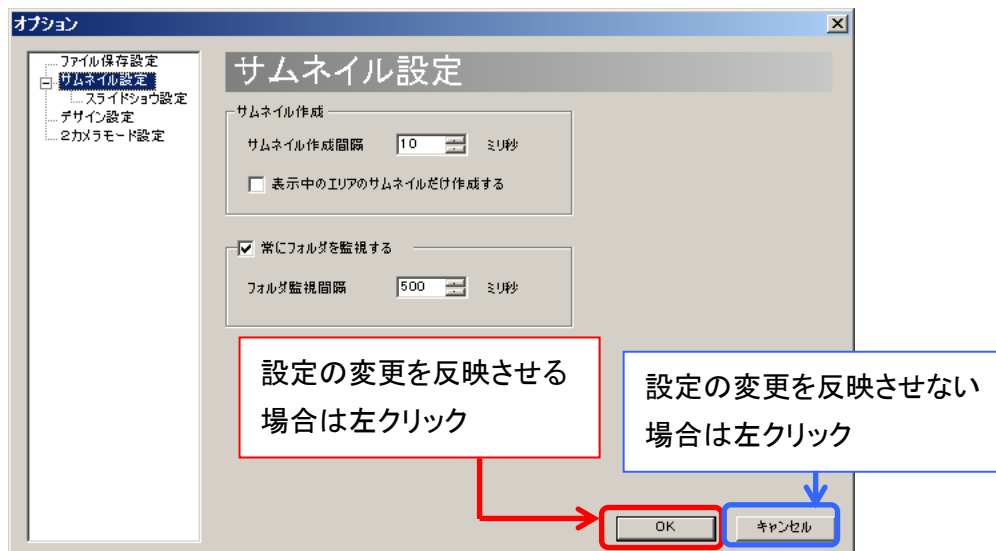 オプション
ファイル保存設定
サムネイル設定
スライドショウ設定
デザイン設定
2カメラモード設定
サムネイル設定
サムネイル作成
サムネイル作成間隔 10 ミリ秒
表示中のエリアのサムネイルだけ作成する
常にフォルダを監視する
フォルダ監視間隔 500 ミリ秒
設定の変更を反映させる
場合は左クリック
設定の変更を反映させない
場合は左クリック
OK キャンセル